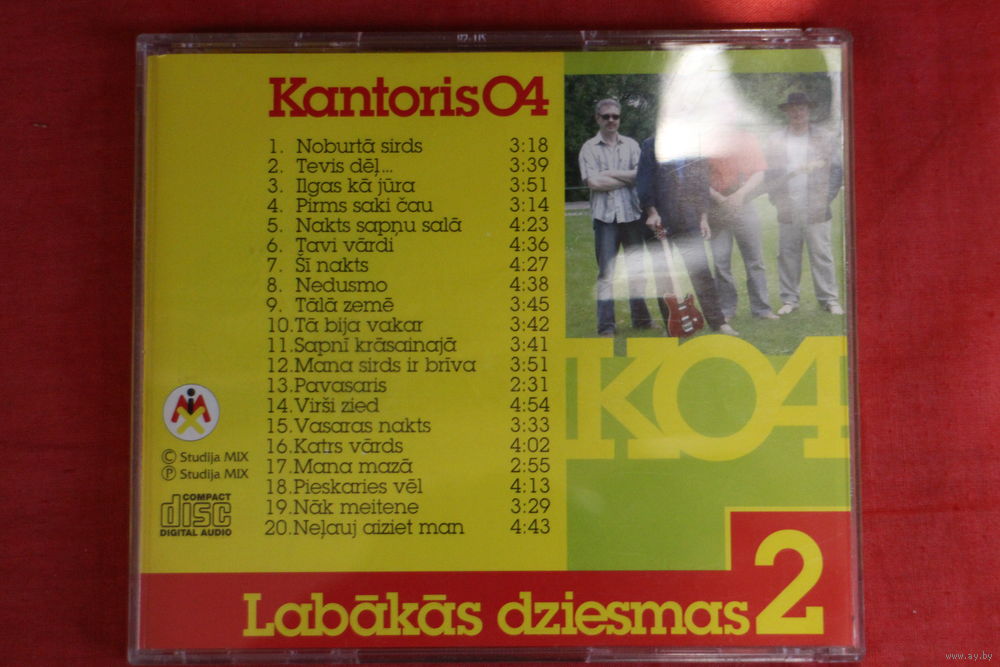 Kantoris04
1. Noburtā sirds 3:18
2. Tevis dēļ... 3:39
3. Ilgas kā jūra 3:51
4. Pirms saki čau 3:14
5. Nakts sapņu salā 4:23
6. Tavi vārdi 4:36
7. Šī nakts 4:27
8. Nedusmo 4:38
9. Tālā zemē 3:45
10. Tā bija vakar 3:42
11. Sapnī krāsainajā 3:41
12. Mana sirds ir brīva 3:51
13. Pavasaris 2:31
14. Virši zied 4:54
15. Vasaras nakts 3:33
16. Katrs vārds 4:02
17. Mana mazā 2:55
18. Pieskaries vēl 4:13
19. Nāk meitene 3:29
20. Neļauj aiziet man 4:43
MiX
© Studija MIX
℗ Studija MIX
COMPACT
disc
DIGITAL AUDIO
K04
Labākās dziesmas 2
www.ay.by